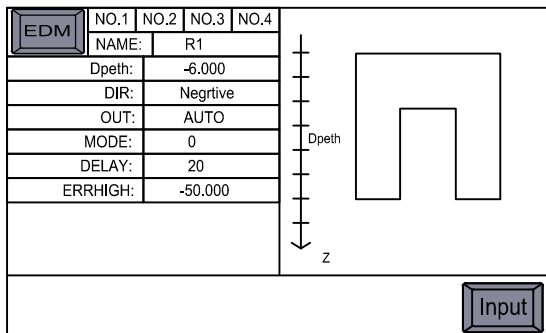 EDM NO.1 NO.2 NO.3 NO.4
NAME: R1
Dpeth: -6.000
DIR: Negrtive
OUT: AUTO
MODE: 0
DELAY: 20
ERRHIGH: -50.000
Dpeth
Z
Input